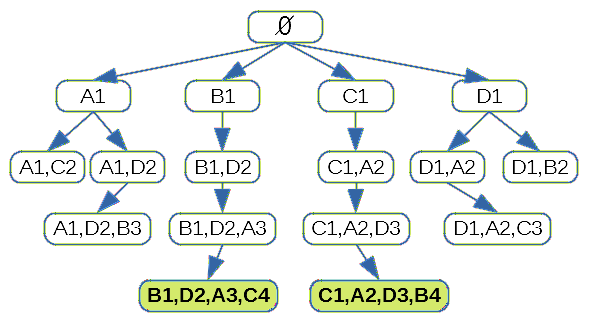 Ø
A1
B1
C1
D1
A1,C2
A1,D2
B1,D2
C1,A2
D1,A2
D1,B2
A1,D2,B3
B1,D2,A3
C1,A2,D3
D1,A2,C3
B1,D2,A3,C4
C1,A2,D3,B4